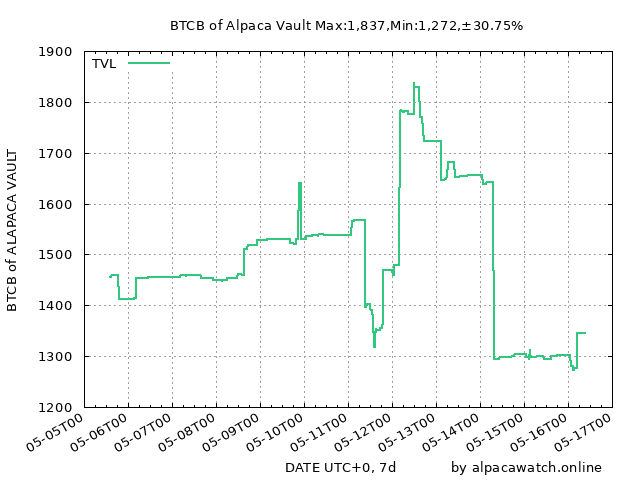 BTCB of Alpaca Vault Max:1,837,Min:1,272,±30.75%
TVL
BTCB of ALAPACA VAULT
1900
1800
1700
1600
1500
1400
1300
1200
05-05T00
05-06T00
05-07T00
05-08T00
05-09T00
05-10T00
05-11T00
05-12T00
05-13T00
05-14T00
05-15T00
05-16T00
05-17T00
DATE UTC+0, 7d
by alpacawatch.online